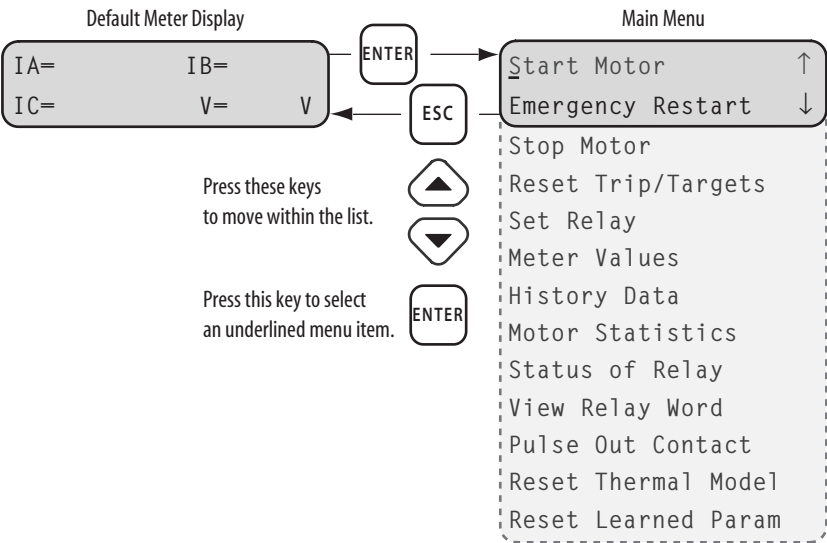 Default Meter Display
IA= IB=
IC= V= V
ENTER
ESC
Press these keys
to move within the list.
Press this key to select
an underlined menu item.
ENTER
Main Menu
Start Motor ↑
Emergency Restart ↓
Stop Motor
Reset Trip/Targets
Set Relay
Meter Values
History Data
Motor Statistics
Status of Relay
View Relay Word
Pulse Out Contact
Reset Thermal Model
Reset Learned Param